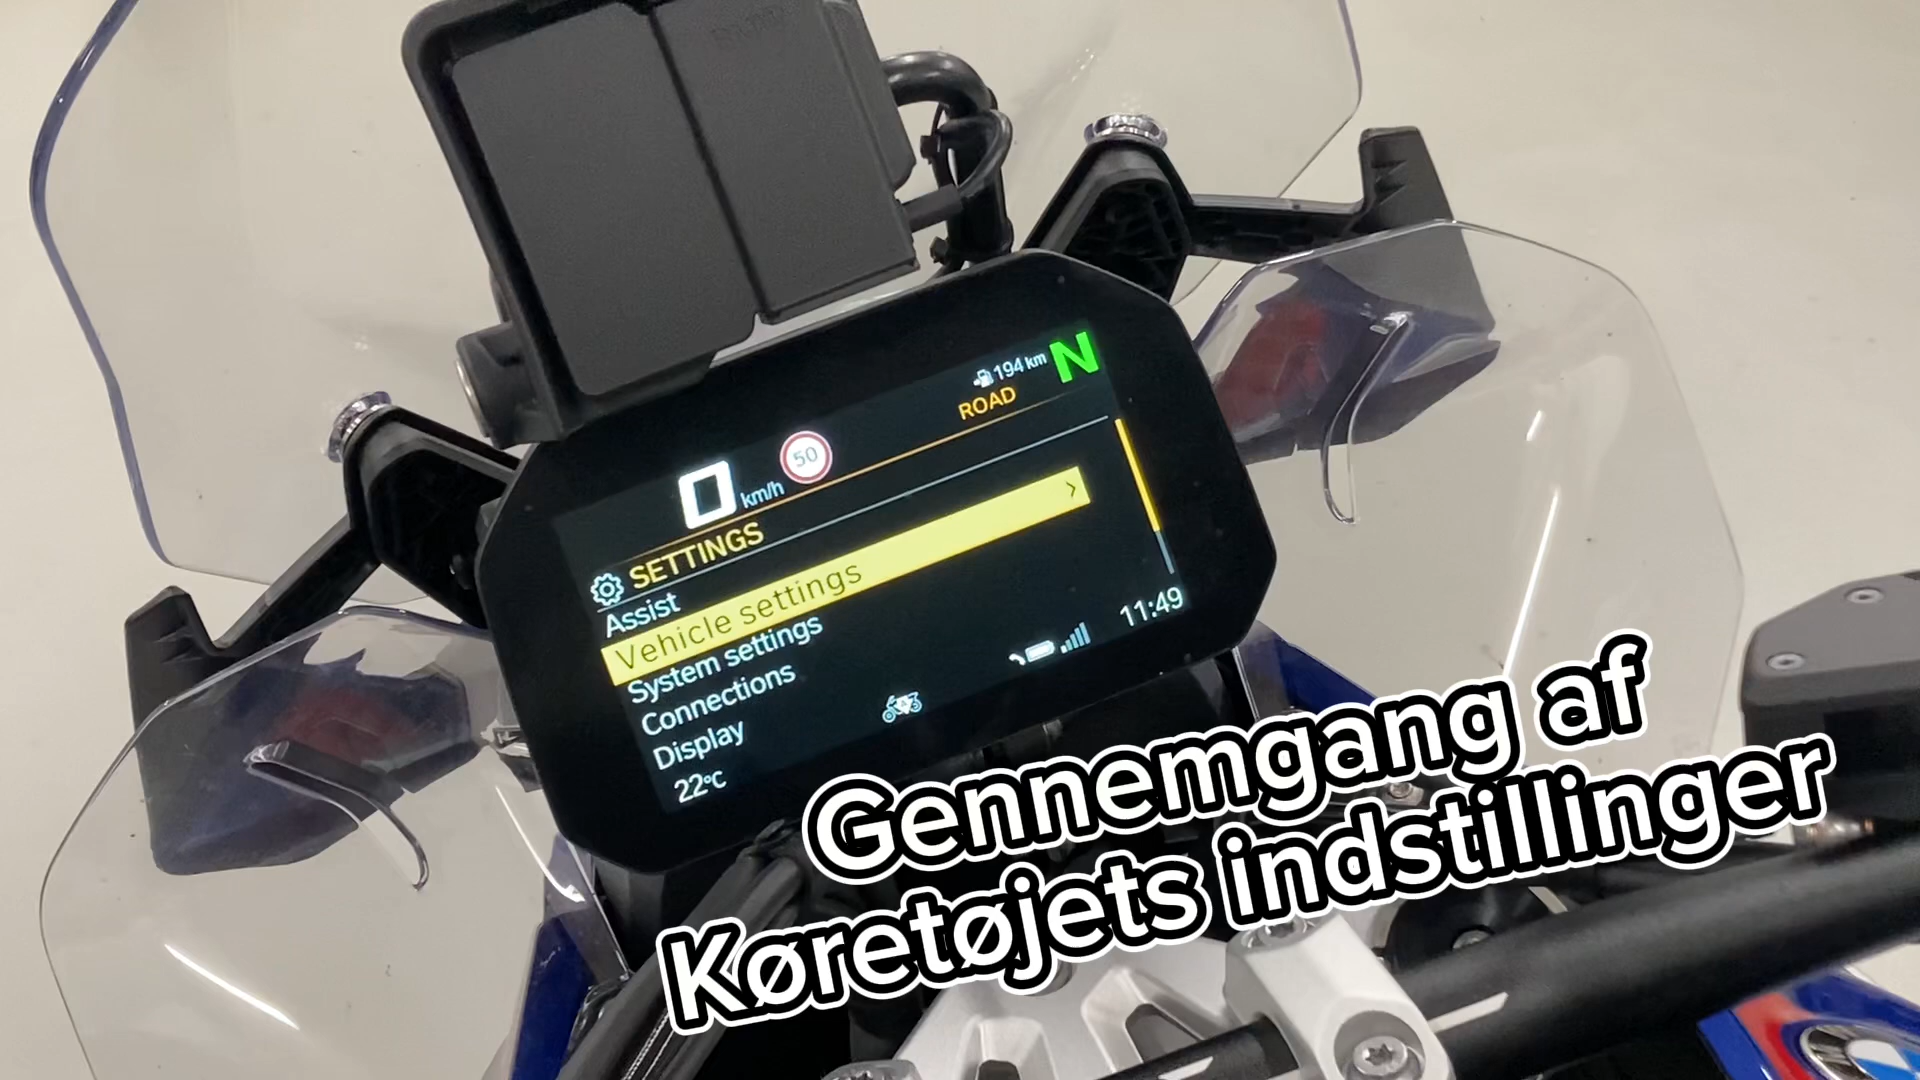 194 km N
ROAD
0 km/h 50
SETTINGS
Assist
Vehicle settings >
System settings
Connections
Display
22°C
11:49
Gennemgang af
Køretøjets indstillinger